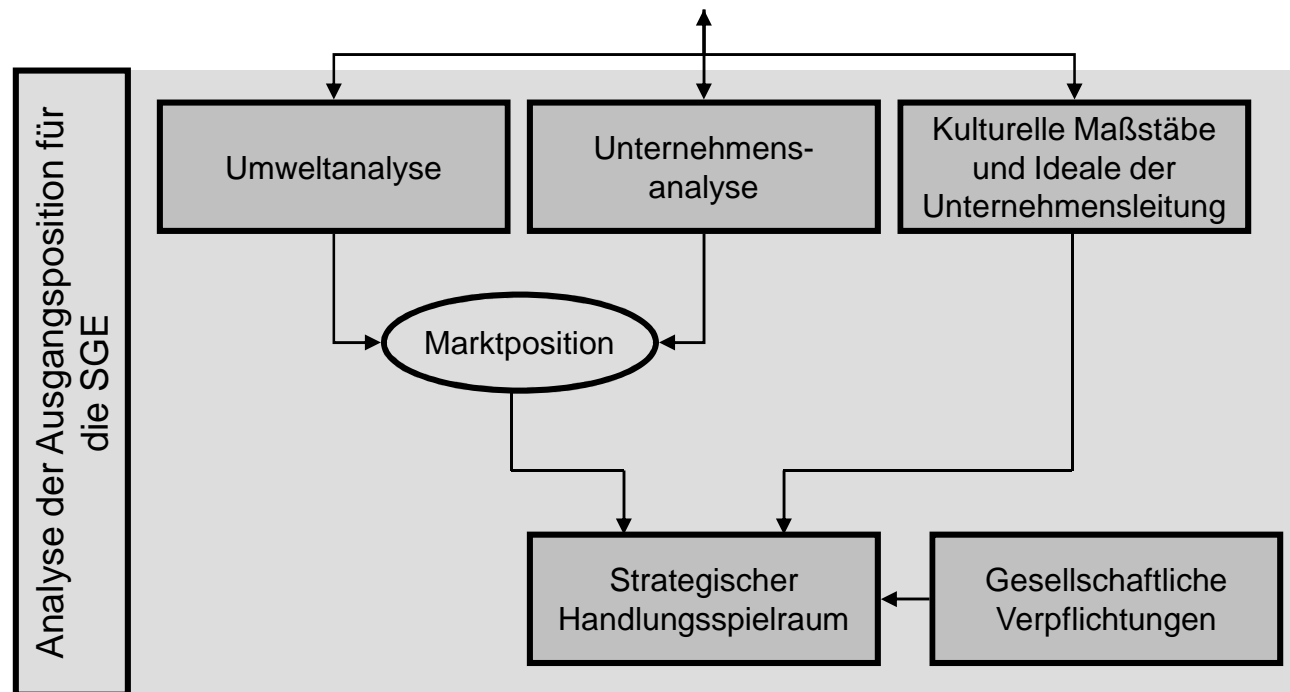 Analyse der Ausgangsposition für
die SGE
Umweltanalyse
Unternehmens-
analyse
Kulturelle Maßstäbe
und Ideale der
Unternehmensleitung
Marktposition
Strategischer
Handlungsspielraum
Gesellschaftliche
Verpflichtungen